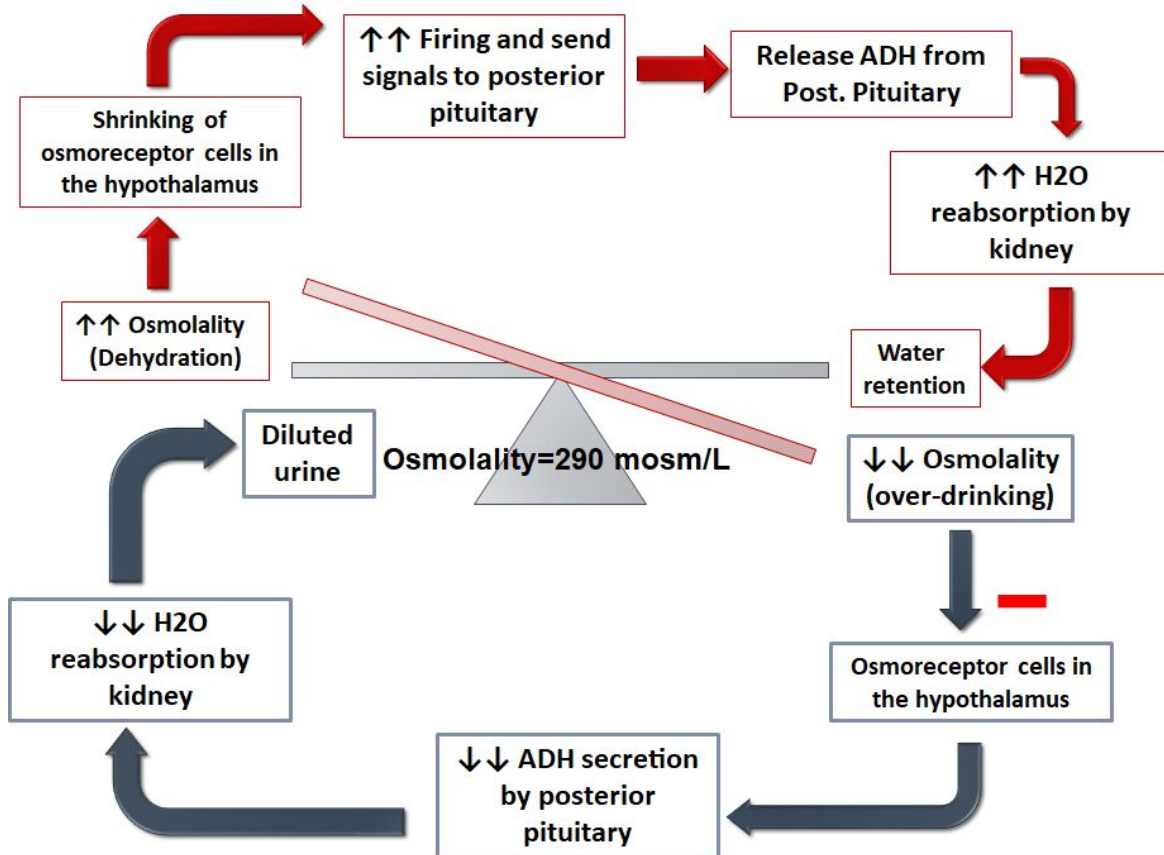 ↑↑ Firing and send
signals to posterior
pituitary
Release ADH from
Post. Pituitary
Shrinking of
osmoreceptor cells in
the hypothalamus
↑↑ H2O
reabsorption by
kidney
↑↑ Osmolality
(Dehydration)
Water
retention
Diluted
urine
Osmolality=290 mosm/L
↓↓ Osmolality
(over-drinking)
↓↓ H2O
reabsorption by
kidney
Osmoreceptor cells in
the hypothalamus
↓↓ ADH secretion
by posterior
pituitary